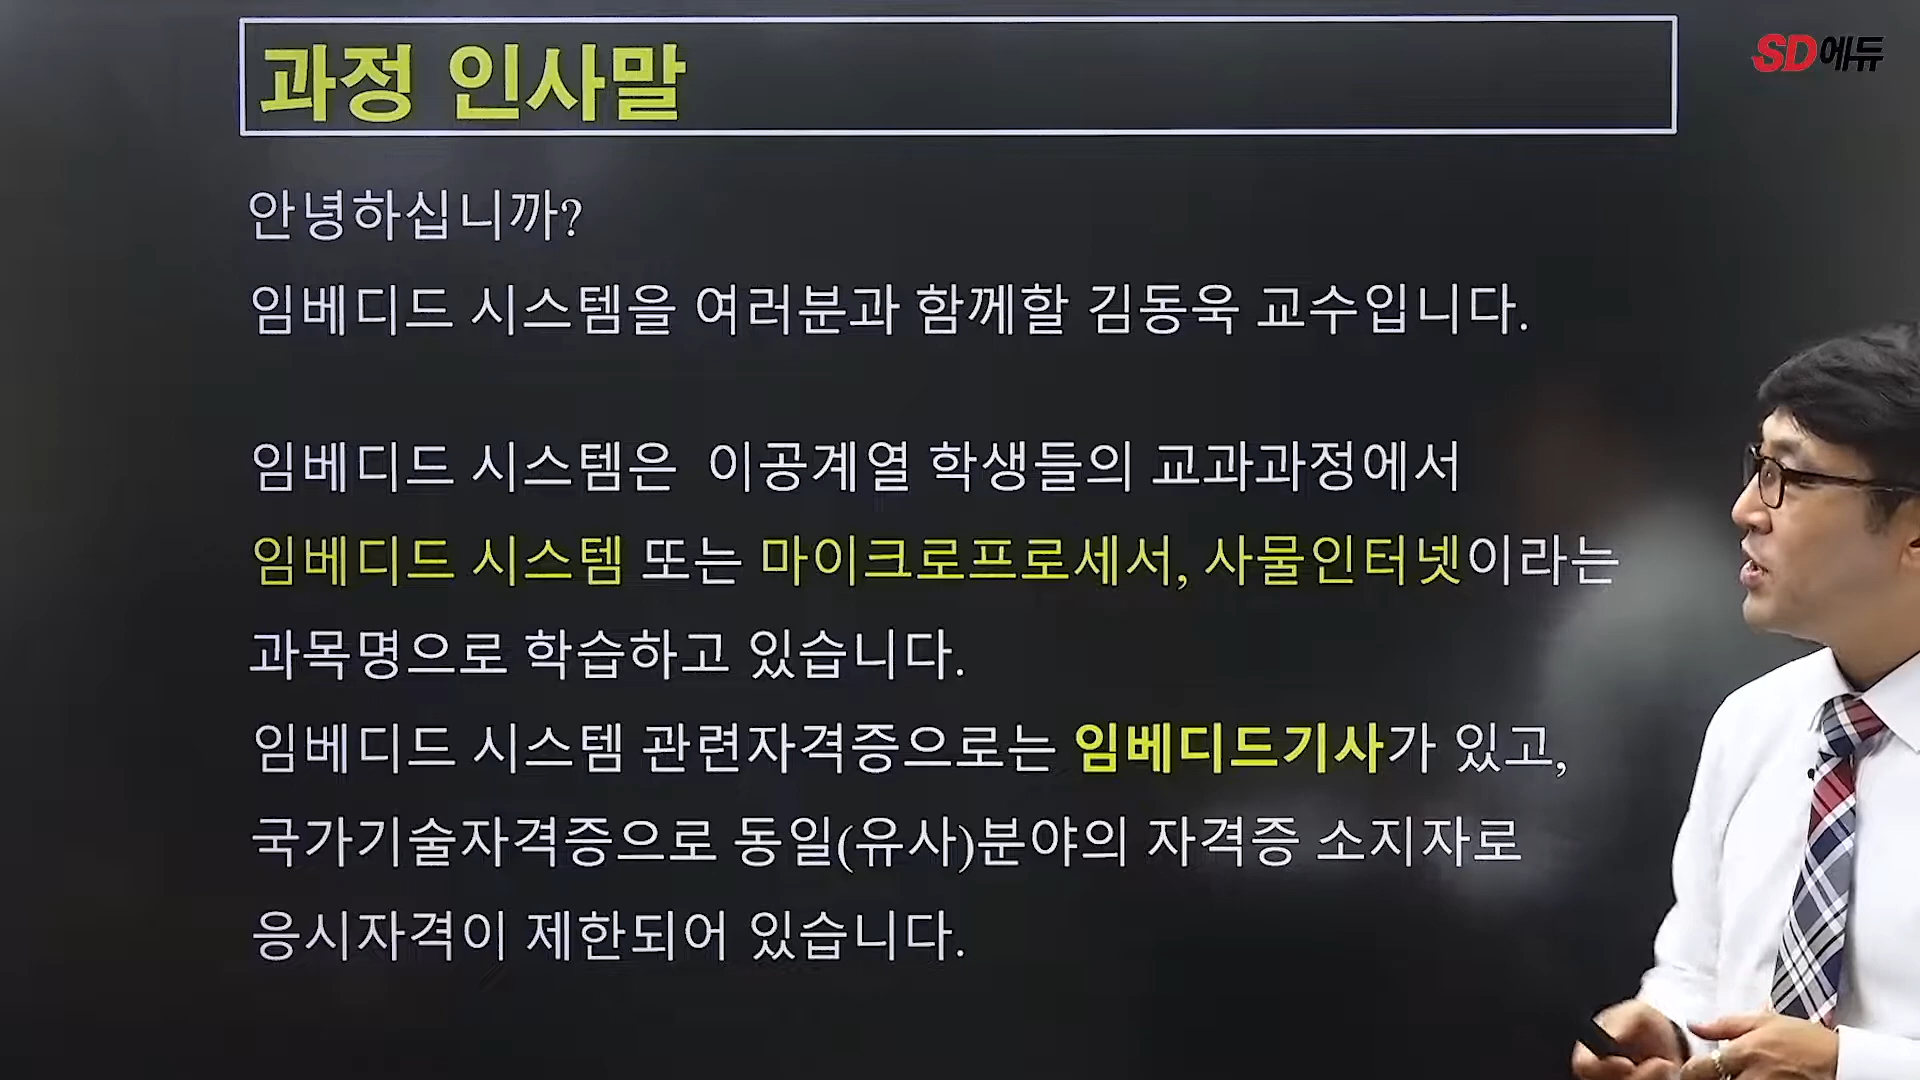 과정 인사말
SD에듀
안녕하십니까?
임베디드 시스템을 여러분과 함께할 김동욱 교수입니다.
임베디드 시스템은 이공계열 학생들의 교과과정에서
임베디드 시스템 또는 마이크로프로세서, 사물인터넷이라는
과목명으로 학습하고 있습니다.
임베디드 시스템 관련자격증으로는 임베디드기사가 있고,
국가기술자격증으로 동일(유사)분야의 자격증 소지자로
응시자격이 제한되어 있습니다.